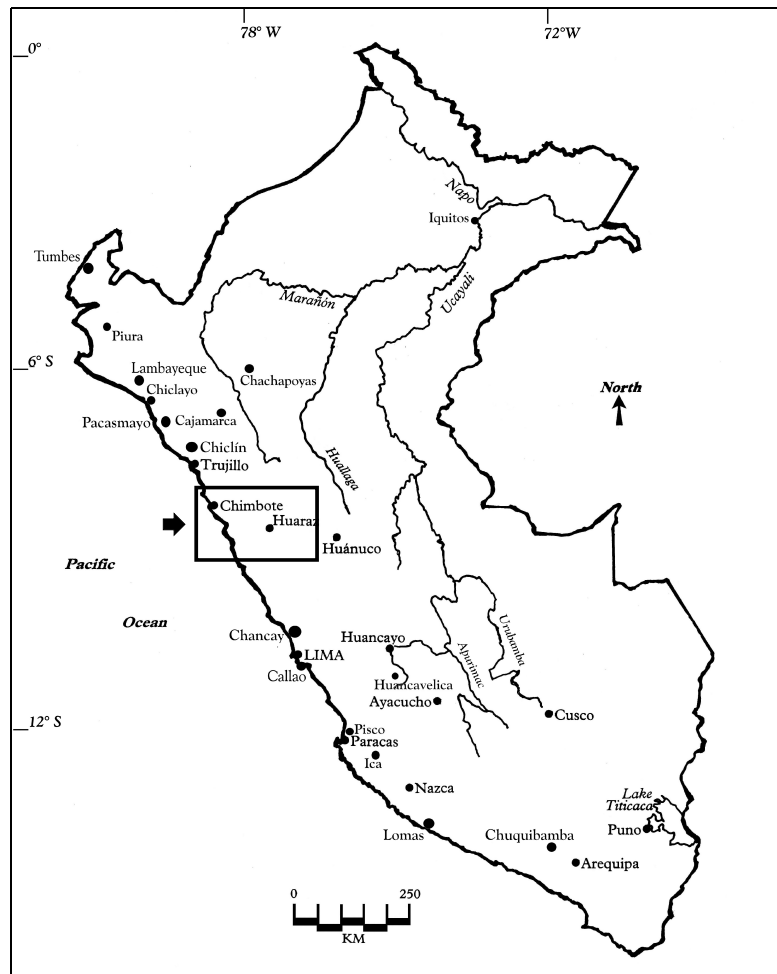 78° W
72°W
0°
Napo
Iquitos
Tumbes
Ucayali
Marañón
Piura
6° S
Lambayeque
Chachapoyas
Chiclayo
North
Pacasmayo
Cajamarca
Chiclín
Trujillo
Huallaga
Chimbote
Huaraz
Huánuco
Pacific
Ocean
Chancay
Huancayo
Urubamba
Apurimac
LIMA
Callao
Huancavelica
Ayacucho
Cusco
12° S
Pisco
Paracas
Ica
Nazca
Lake
Titicaca
Lomas
Chuquibamba
Puno
Arequipa
0
250
KM